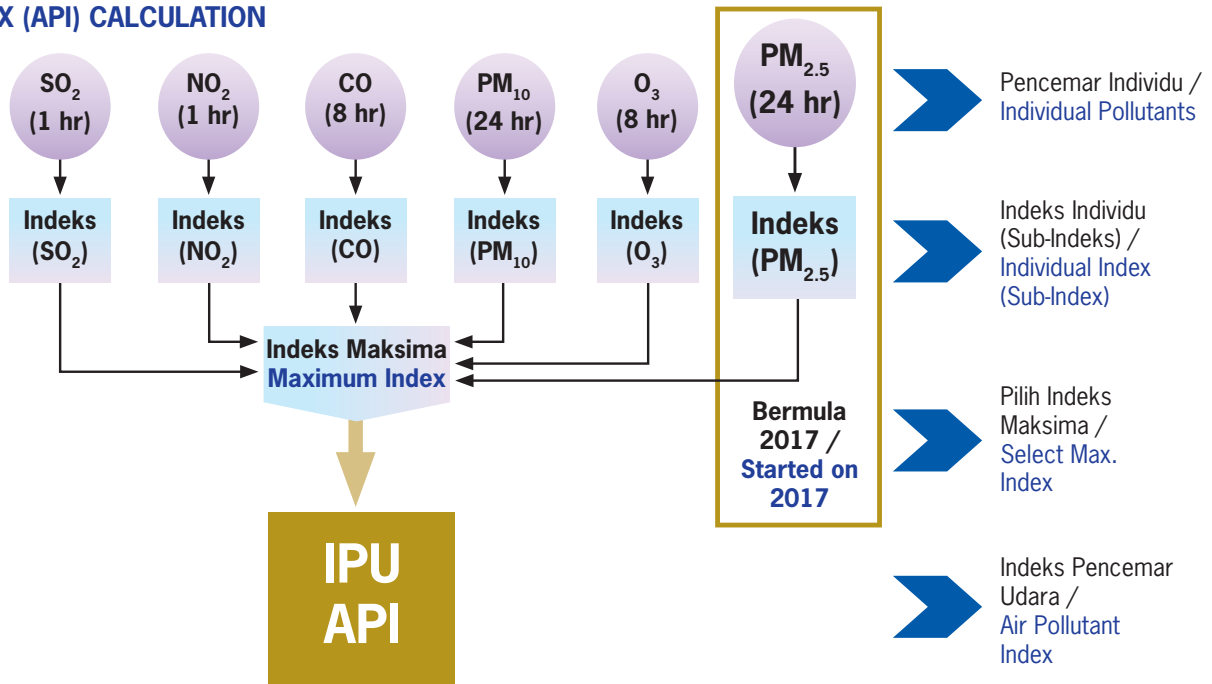 X (API) CALCULATION
SO₂
(1 hr)
NO₂
(1 hr)
CO
(8 hr)
PM₁₀
(24 hr)
O₃
(8 hr)
PM₂.₅
(24 hr)
Pencemar Individu /
Individual Pollutants
Indeks
(SO₂)
Indeks
(NO₂)
Indeks
(CO)
Indeks
(PM₁₀)
Indeks
(O₃)
Indeks
(PM₂.₅)
Indeks Individu
(Sub-Indeks) /
Individual Index
(Sub-Index)
Indeks Maksima
Maximum Index
Bermula
2017 /
Started on
2017
Pilih Indeks
Maksima /
Select Max.
Index
IPU
API
Indeks Pencemar
Udara /
Air Pollutant
Index